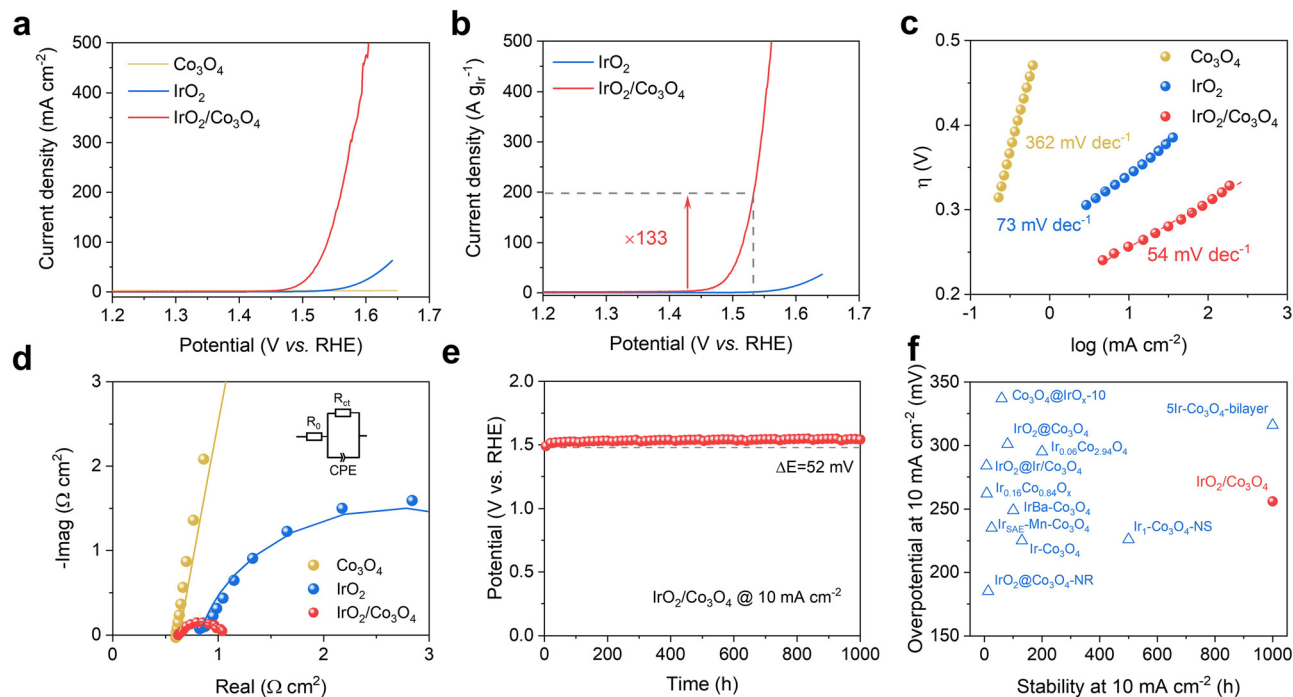 a
500
400
300
200
100
0
Current density (mA cm⁻²)
Co₃O₄
IrO₂
IrO₂/Co₃O₄
1.2 1.3 1.4 1.5 1.6 1.7
Potential (V vs. RHE)
b
500
400
300
200
100
0
Current density (A gIr⁻¹)
IrO₂
IrO₂/Co₃O₄
×133
1.2 1.3 1.4 1.5 1.6 1.7
Potential (V vs. RHE)
c
0.5
0.4
0.3
0.2
η (V)
Co₃O₄
IrO₂
IrO₂/Co₃O₄
362 mV dec⁻¹
73 mV dec⁻¹
54 mV dec⁻¹
-1 0 1 2 3
log (mA cm⁻²)
d
3
2
1
0
-Imag (Ω cm²)
R₀
Rct
CPE
Co₃O₄
IrO₂
IrO₂/Co₃O₄
0 1 2 3
Real (Ω cm²)
e
2.0
1.5
1.0
0.5
0.0
Potential (V vs. RHE)
ΔE=52 mV
IrO₂/Co₃O₄ @ 10 mA cm⁻²
0 200 400 600 800 1000
Time (h)
f
350
300
250
200
150
Overpotential at 10 mA cm⁻² (mV)
Co₃O₄@IrOₓ-10
5Ir-Co₃O₄-bilayer
IrO₂@Co₃O₄
Ir₀.₀₆Co₂.₉₄O₄
IrO₂@Ir/Co₃O₄
IrO₂/Co₃O₄
Ir₀.₁₆Co₀.₈₄Oₓ
IrBa-Co₃O₄
IrSAE-Mn-Co₃O₄
Ir₁-Co₃O₄-NS
Ir-Co₃O₄
IrO₂@Co₃O₄-NR
0 200 400 600 800 1000
Stability at 10 mA cm⁻² (h)